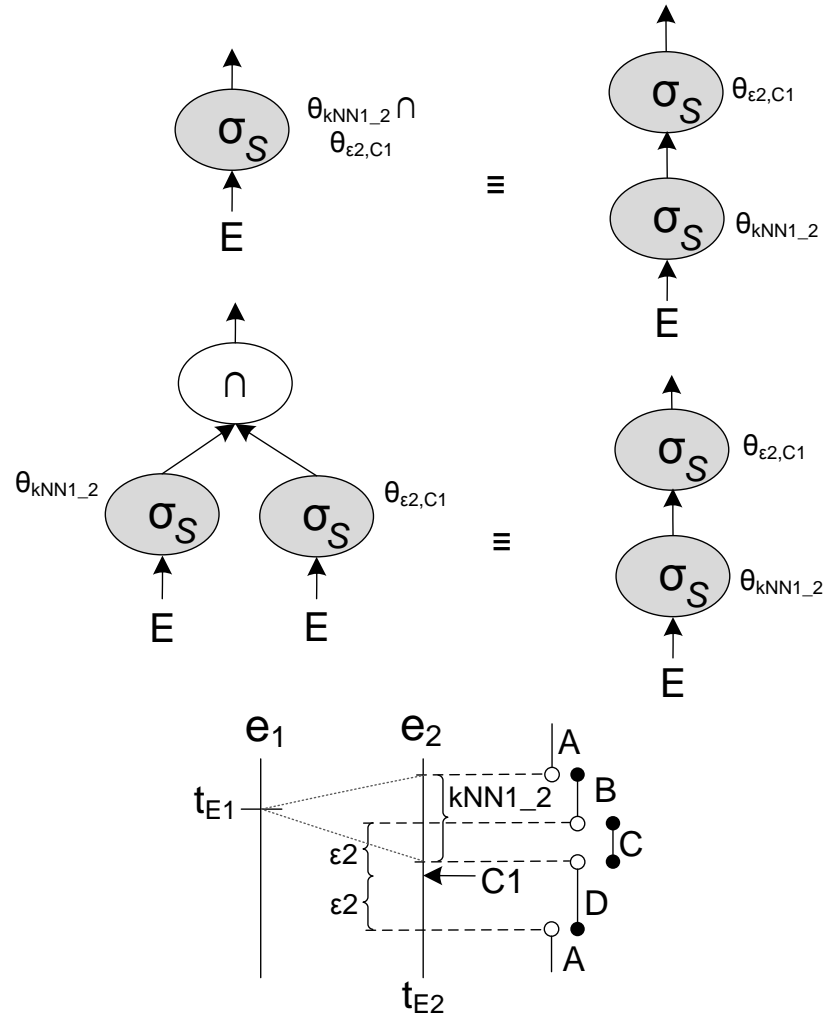 σS
θkNN1_2 ∩
θε2,C1
E
≡
σS
θε2,C1
σS
θkNN1_2
E
∩
θkNN1_2
σS
E
σS
θε2,C1
E
≡
σS
θε2,C1
σS
θkNN1_2
E
e1
e2
A
tE1
kNN1_2
B
ε2
C
C1
ε2
D
A
tE2